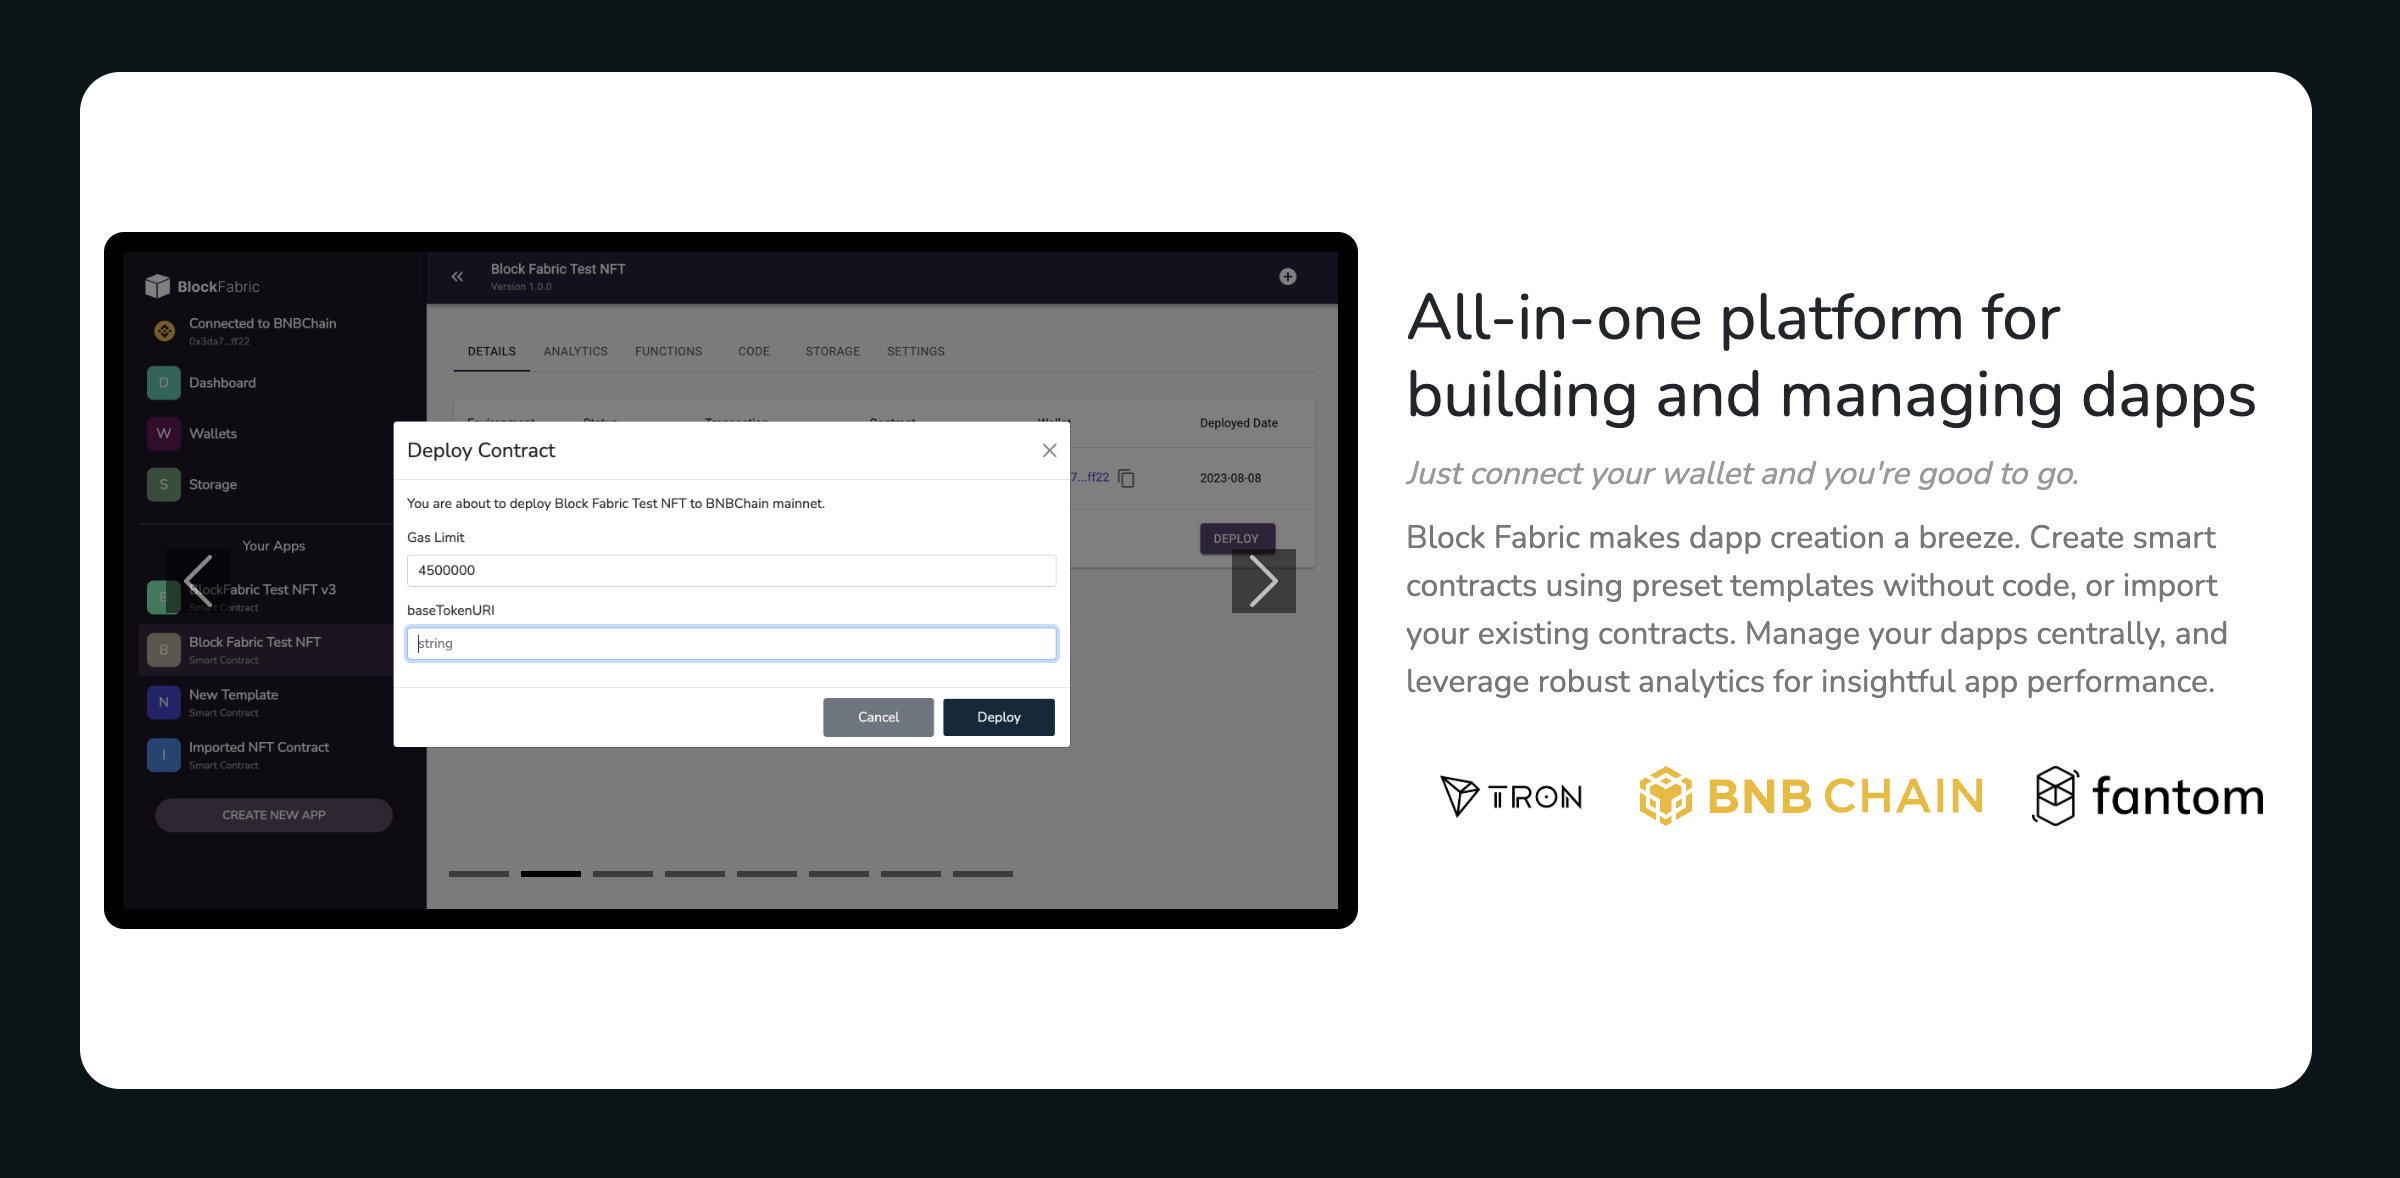 BlockFabric
Connected to BNBChain
0x3da7...ff22
D Dashboard
W Wallets
S Storage
Your Apps
BlockFabric Test NFT v3
Smart Contract
B Block Fabric Test NFT
Smart Contract
N New Template
Smart Contract
I Imported NFT Contract
Smart Contract
CREATE NEW APP
Block Fabric Test NFT
Version 1.0.0
DETAILS ANALYTICS FUNCTIONS CODE STORAGE SETTINGS
Environment Status Transaction Contract Wallet Deployed Date
7...ff22 2023-08-08
DEPLOY
Deploy Contract
You are about to deploy Block Fabric Test NFT to BNBChain mainnet.
Gas Limit
4500000
baseTokenURI
string
Cancel Deploy
All-in-one platform for
building and managing dapps
Just connect your wallet and you're good to go.
Block Fabric makes dapp creation a breeze. Create smart
contracts using preset templates without code, or import
your existing contracts. Manage your dapps centrally, and
leverage robust analytics for insightful app performance.
TRON BNB CHAIN fantom